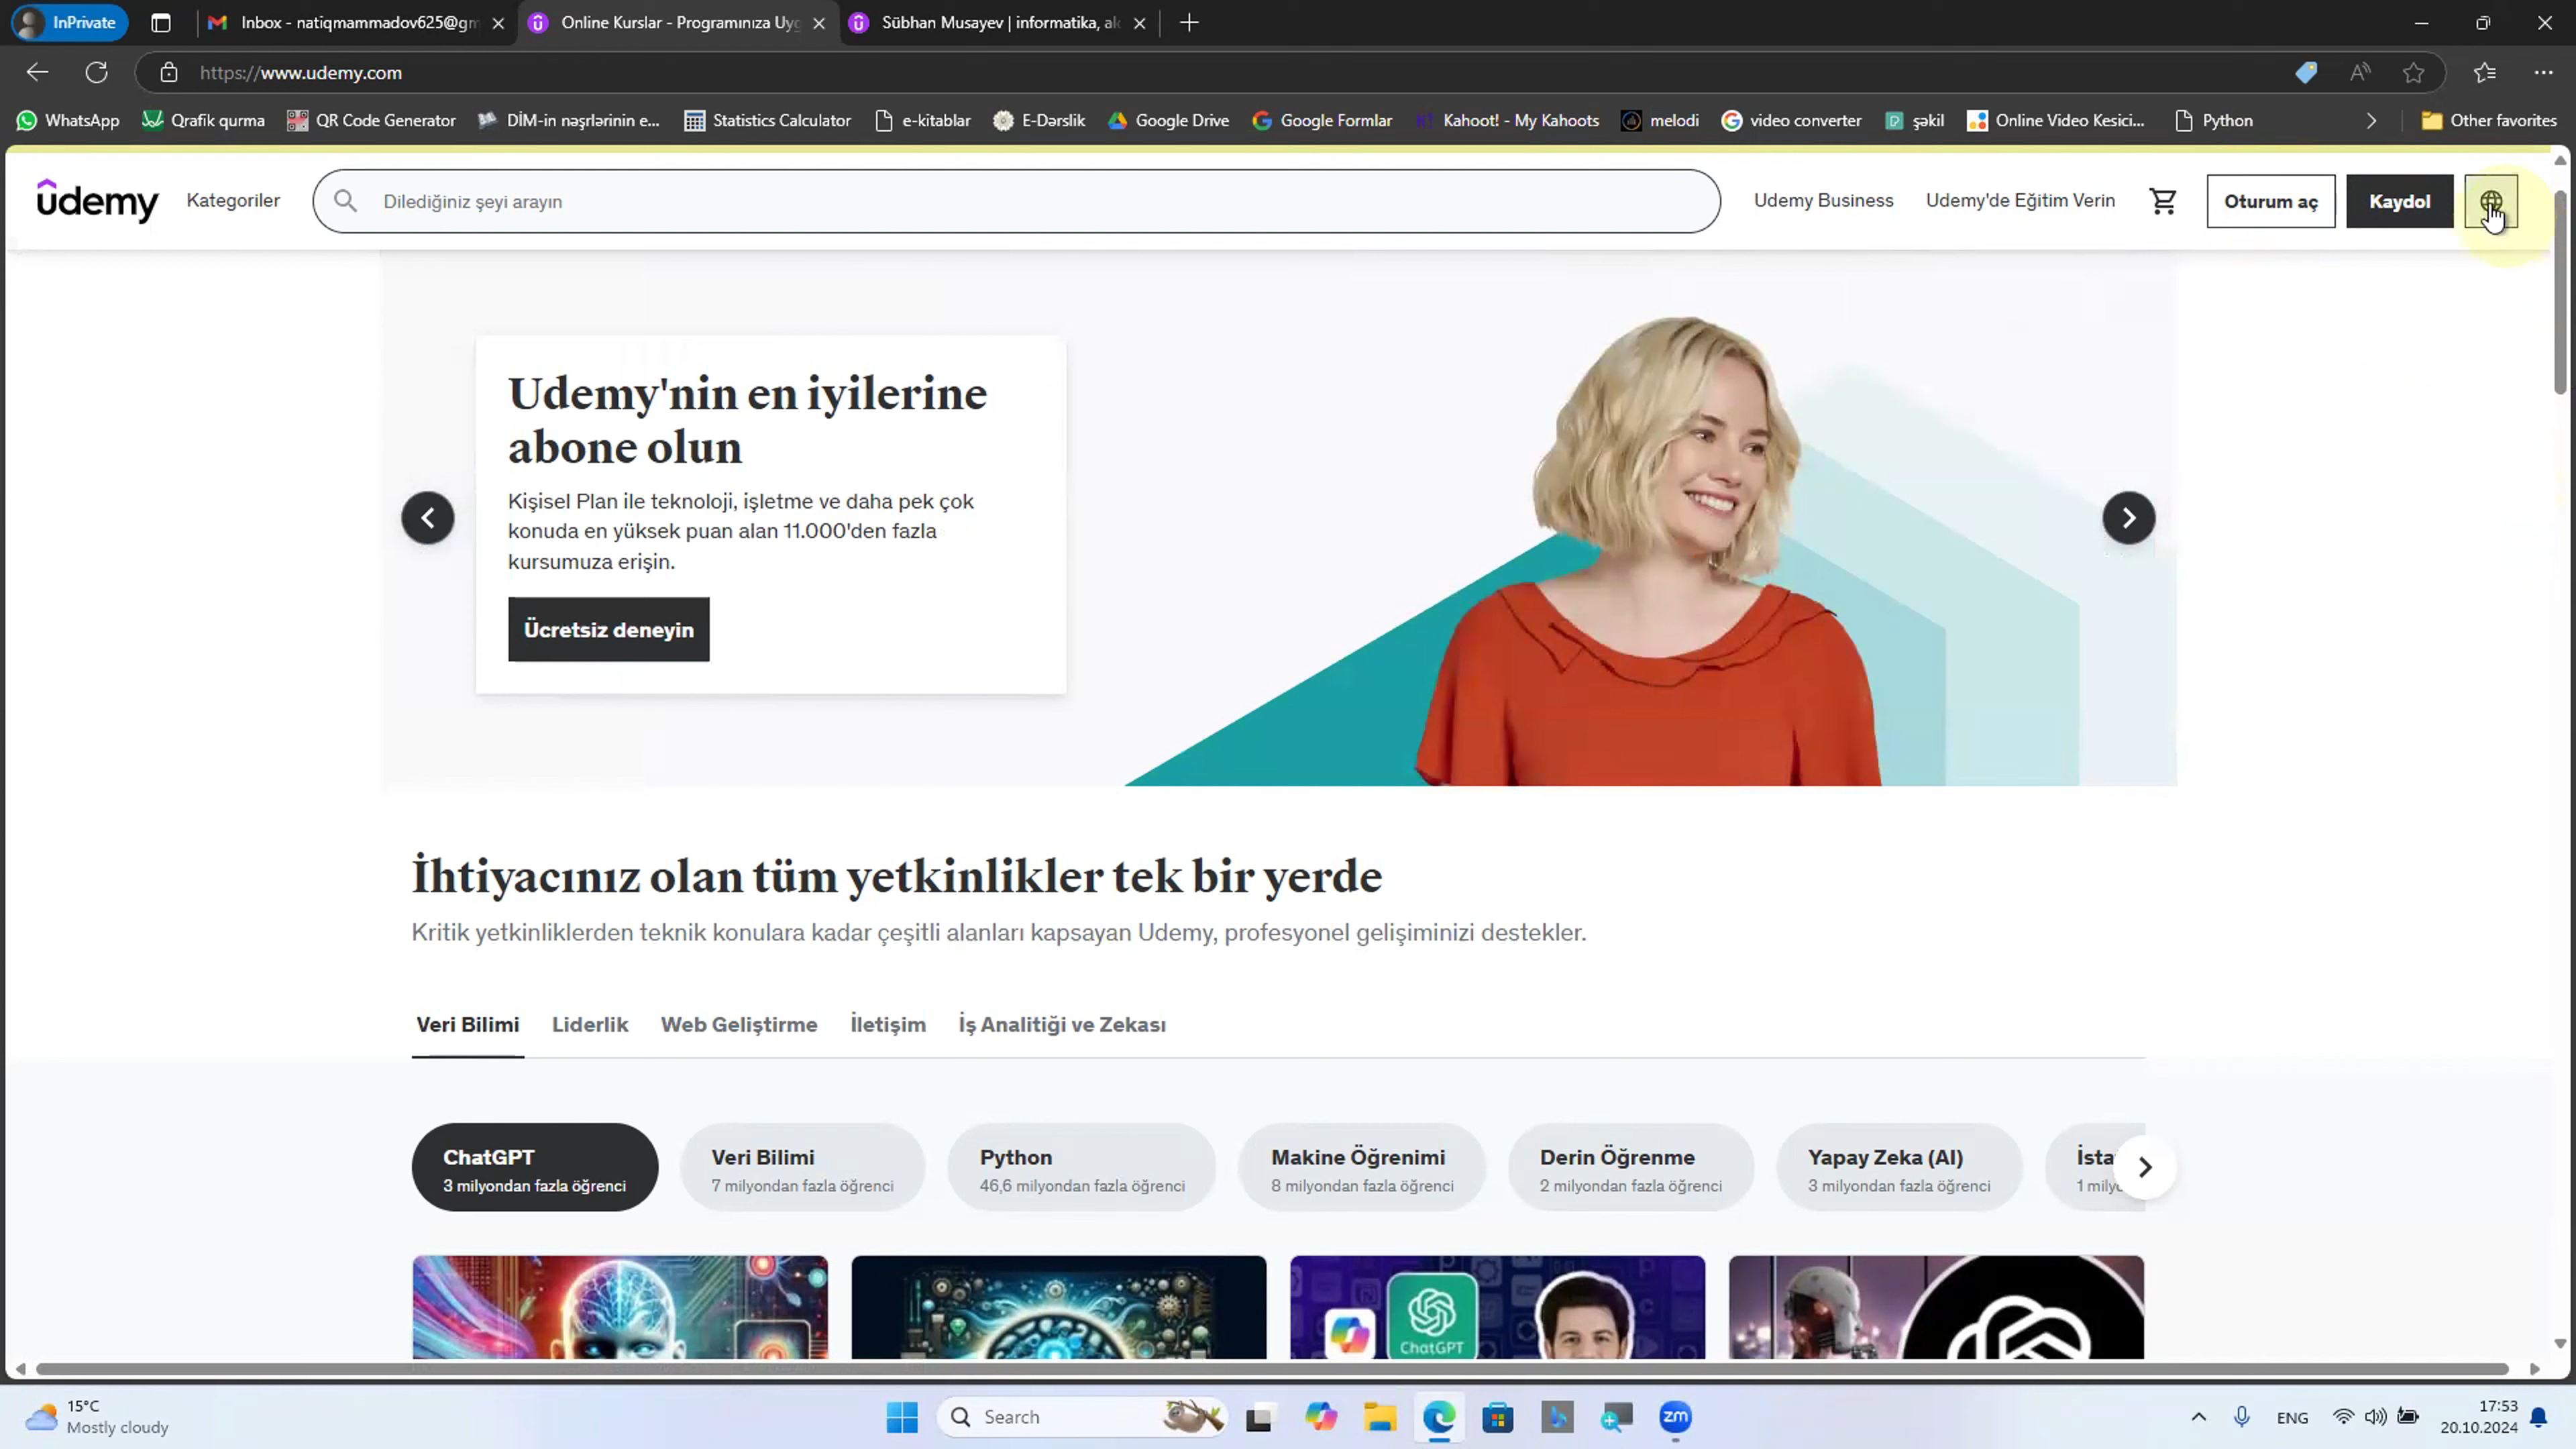 InPrivate
Inbox - natiqmammadov625@gm
Online Kurslar - Programınıza Uyg
Sübhan Musayev | informatika, al
https://www.udemy.com
WhatsApp
Qrafik qurma
QR Code Generator
DİM-in nəşrlərinin e...
Statistics Calculator
e-kitablar
E-Dərslik
Google Drive
Google Formlar
Kahoot! - My Kahoots
melodi
video converter
şəkil
Online Video Kesici...
Python
Other favorites
ûdemy
Kategoriler
Dilediğiniz şeyi arayın
Udemy Business
Udemy'de Eğitim Verin
Oturum aç
Kaydol
Udemy'nin en iyilerine
abone olun
Kişisel Plan ile teknoloji, işletme ve daha pek çok
konuda en yüksek puan alan 11.000'den fazla
kursumuza erişin.
Ücretsiz deneyin
İhtiyacınız olan tüm yetkinlikler tek bir yerde
Kritik yetkinliklerden teknik konulara kadar çeşitli alanları kapsayan Udemy, profesyonel gelişiminizi destekler.
Veri Bilimi
Liderlik
Web Geliştirme
İletişim
İş Analitiği ve Zekası
ChatGPT
3 milyondan fazla öğrenci
Veri Bilimi
7 milyondan fazla öğrenci
Python
46,6 milyondan fazla öğrenci
Makine Öğrenimi
8 milyondan fazla öğrenci
Derin Öğrenme
2 milyondan fazla öğrenci
Yapay Zeka (AI)
3 milyondan fazla öğrenci
İsta
1 mily
ChatGPT
15°C
Mostly cloudy
Search
zm
ENG
17:53
20.10.2024